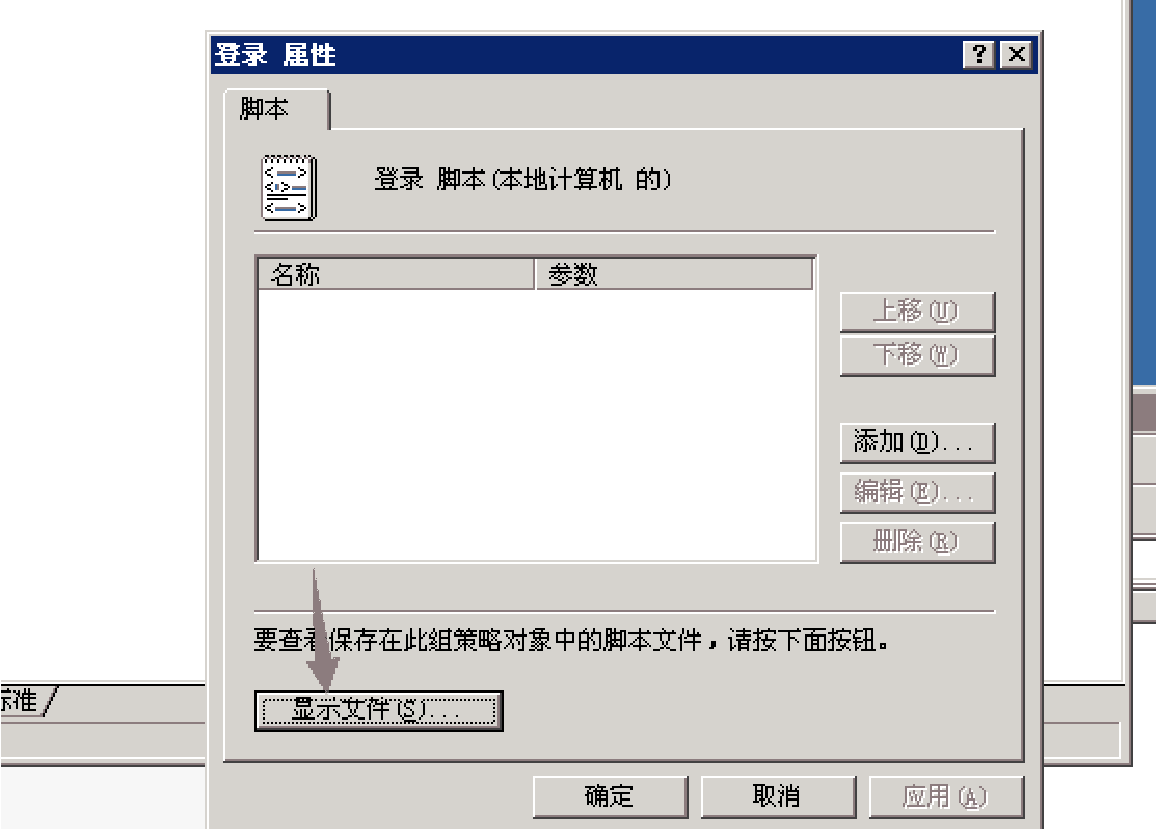 登录 属性
脚本
登录 脚本(本地计算机 的)
名称 参数
上移(U)
下移(W)
添加(D)...
编辑(E)...
删除(R)
要查看保存在此组策略对象中的脚本文件，请按下面按钮。
标准
显示文件(S)...
确定 取消 应用(A)